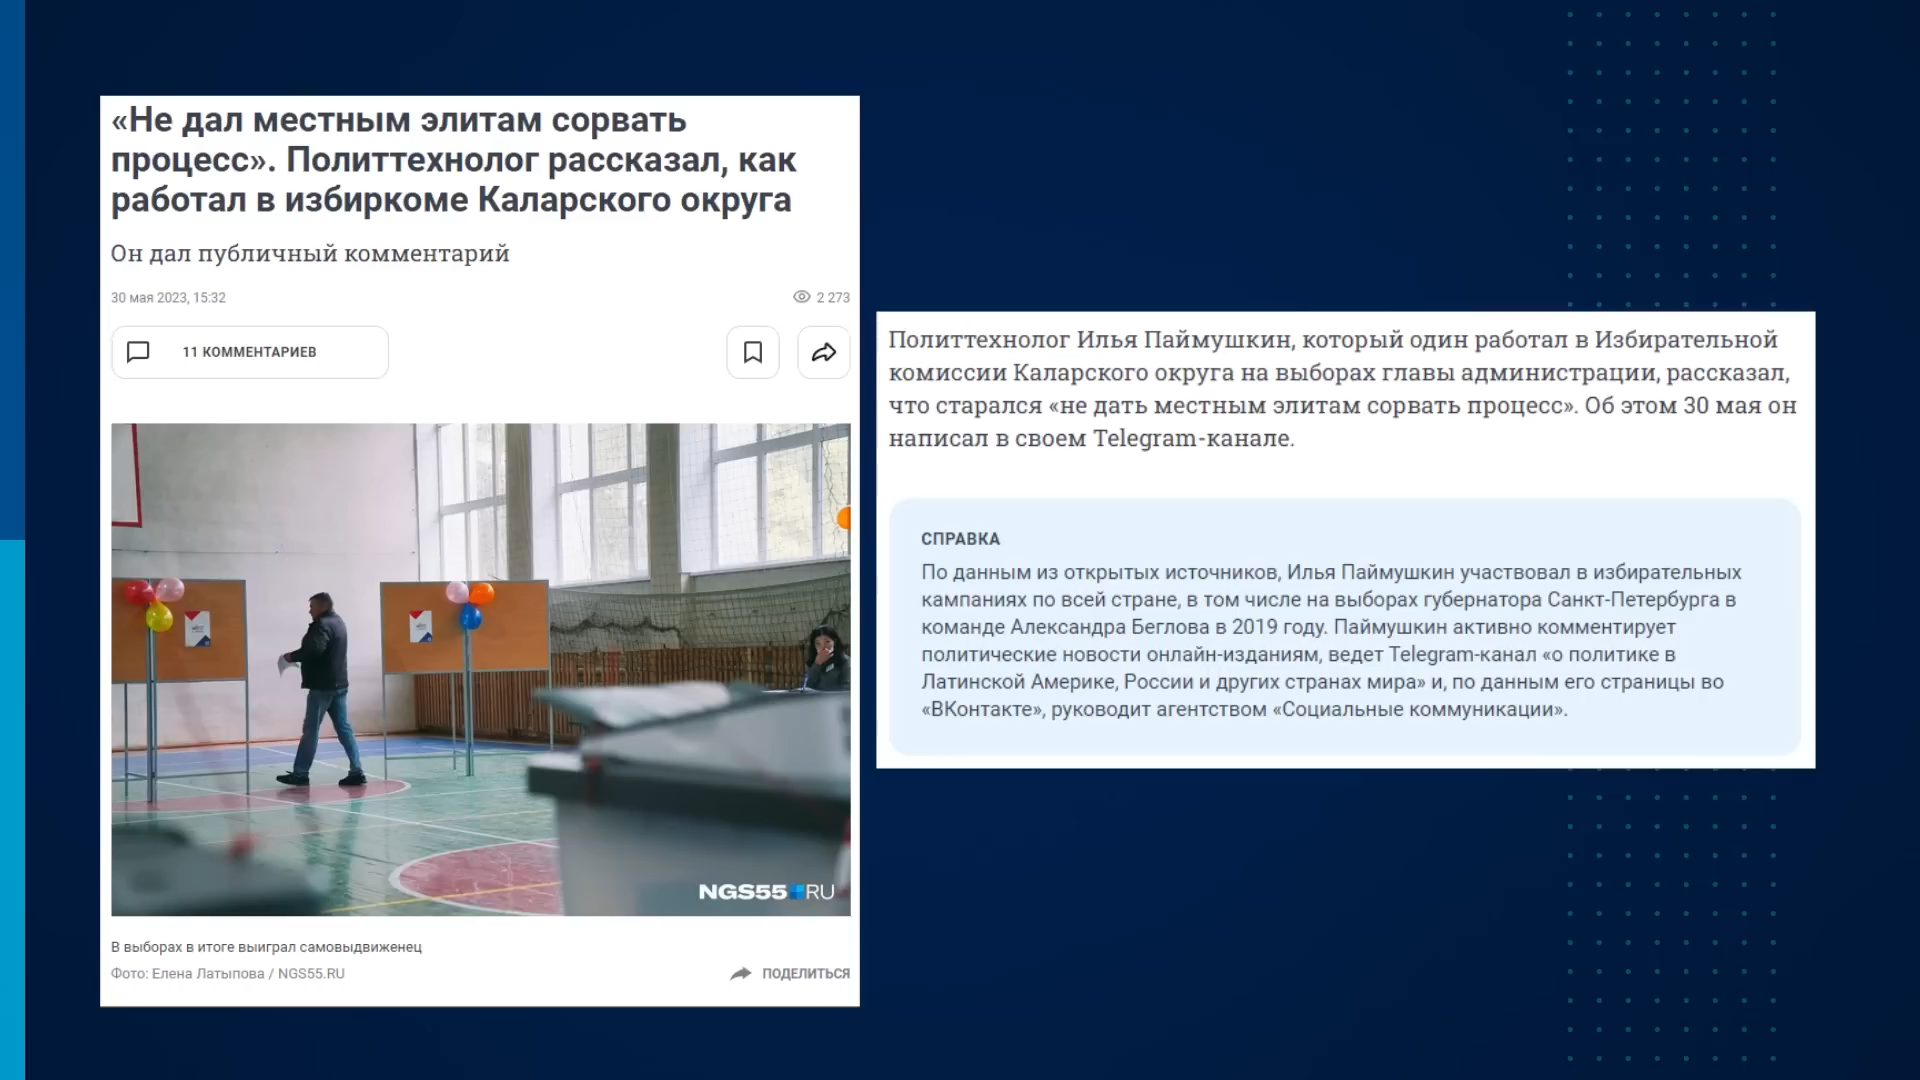 «Не дал местным элитам сорвать
процесс». Политтехнолог рассказал, как
работал в избиркоме Каларского округа
Он дал публичный комментарий
30 мая 2023, 15:32
2 273
11 КОММЕНТАРИЕВ
NGS55.RU
В выборах в итоге выиграл самовыдвиженец
Фото: Елена Латыпова / NGS55.RU
ПОДЕЛИТЬСЯ
Политтехнолог Илья Паймушкин, который один работал в Избирательной
комиссии Каларского округа на выборах главы администрации, рассказал,
что старался «не дать местным элитам сорвать процесс». Об этом 30 мая он
написал в своем Telegram-канале.
СПРАВКА
По данным из открытых источников, Илья Паймушкин участвовал в избирательных
кампаниях по всей стране, в том числе на выборах губернатора Санкт-Петербурга в
команде Александра Беглова в 2019 году. Паймушкин активно комментирует
политические новости онлайн-изданиям, ведет Telegram-канал «о политике в
Латинской Америке, России и других странах мира» и, по данным его страницы во
«ВКонтакте», руководит агентством «Социальные коммуникации».